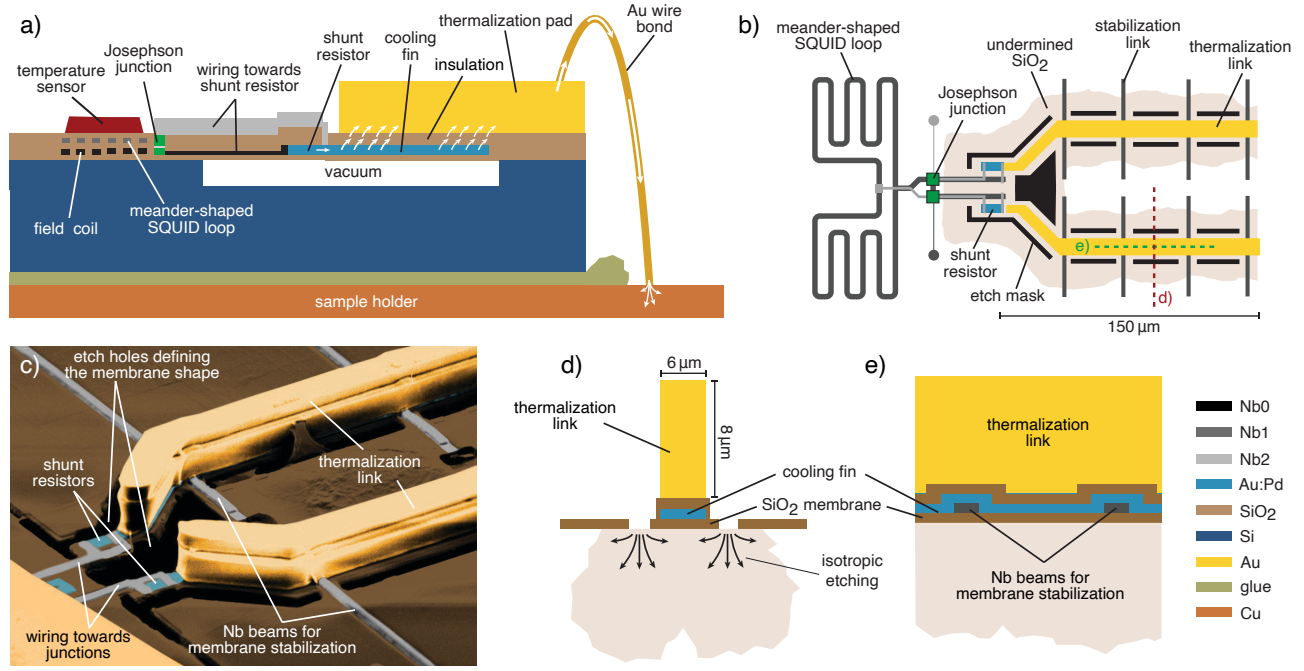 a)
temperature
sensor
Josephson
junction
wiring towards
shunt resistor
shunt
resistor
cooling
fin
thermalization pad
insulation
Au wire
bond
vacuum
field coil
meander-shaped
SQUID loop
sample holder
b)
meander-shaped
SQUID loop
Josephson
junction
undermined
SiO2
stabilization
link
thermalization
link
shunt
resistor
etch mask
e)
d)
150 μm
c)
etch holes defining
the membrane shape
shunt
resistors
thermalization
link
wiring towards
junctions
Nb beams for
membrane stabilization
d)
6 μm
thermalization
link
8 μm
cooling fin
SiO2 membrane
isotropic
etching
e)
thermalization
link
Nb beams for
membrane stabilization
Nb0
Nb1
Nb2
Au:Pd
SiO2
Si
Au
glue
Cu